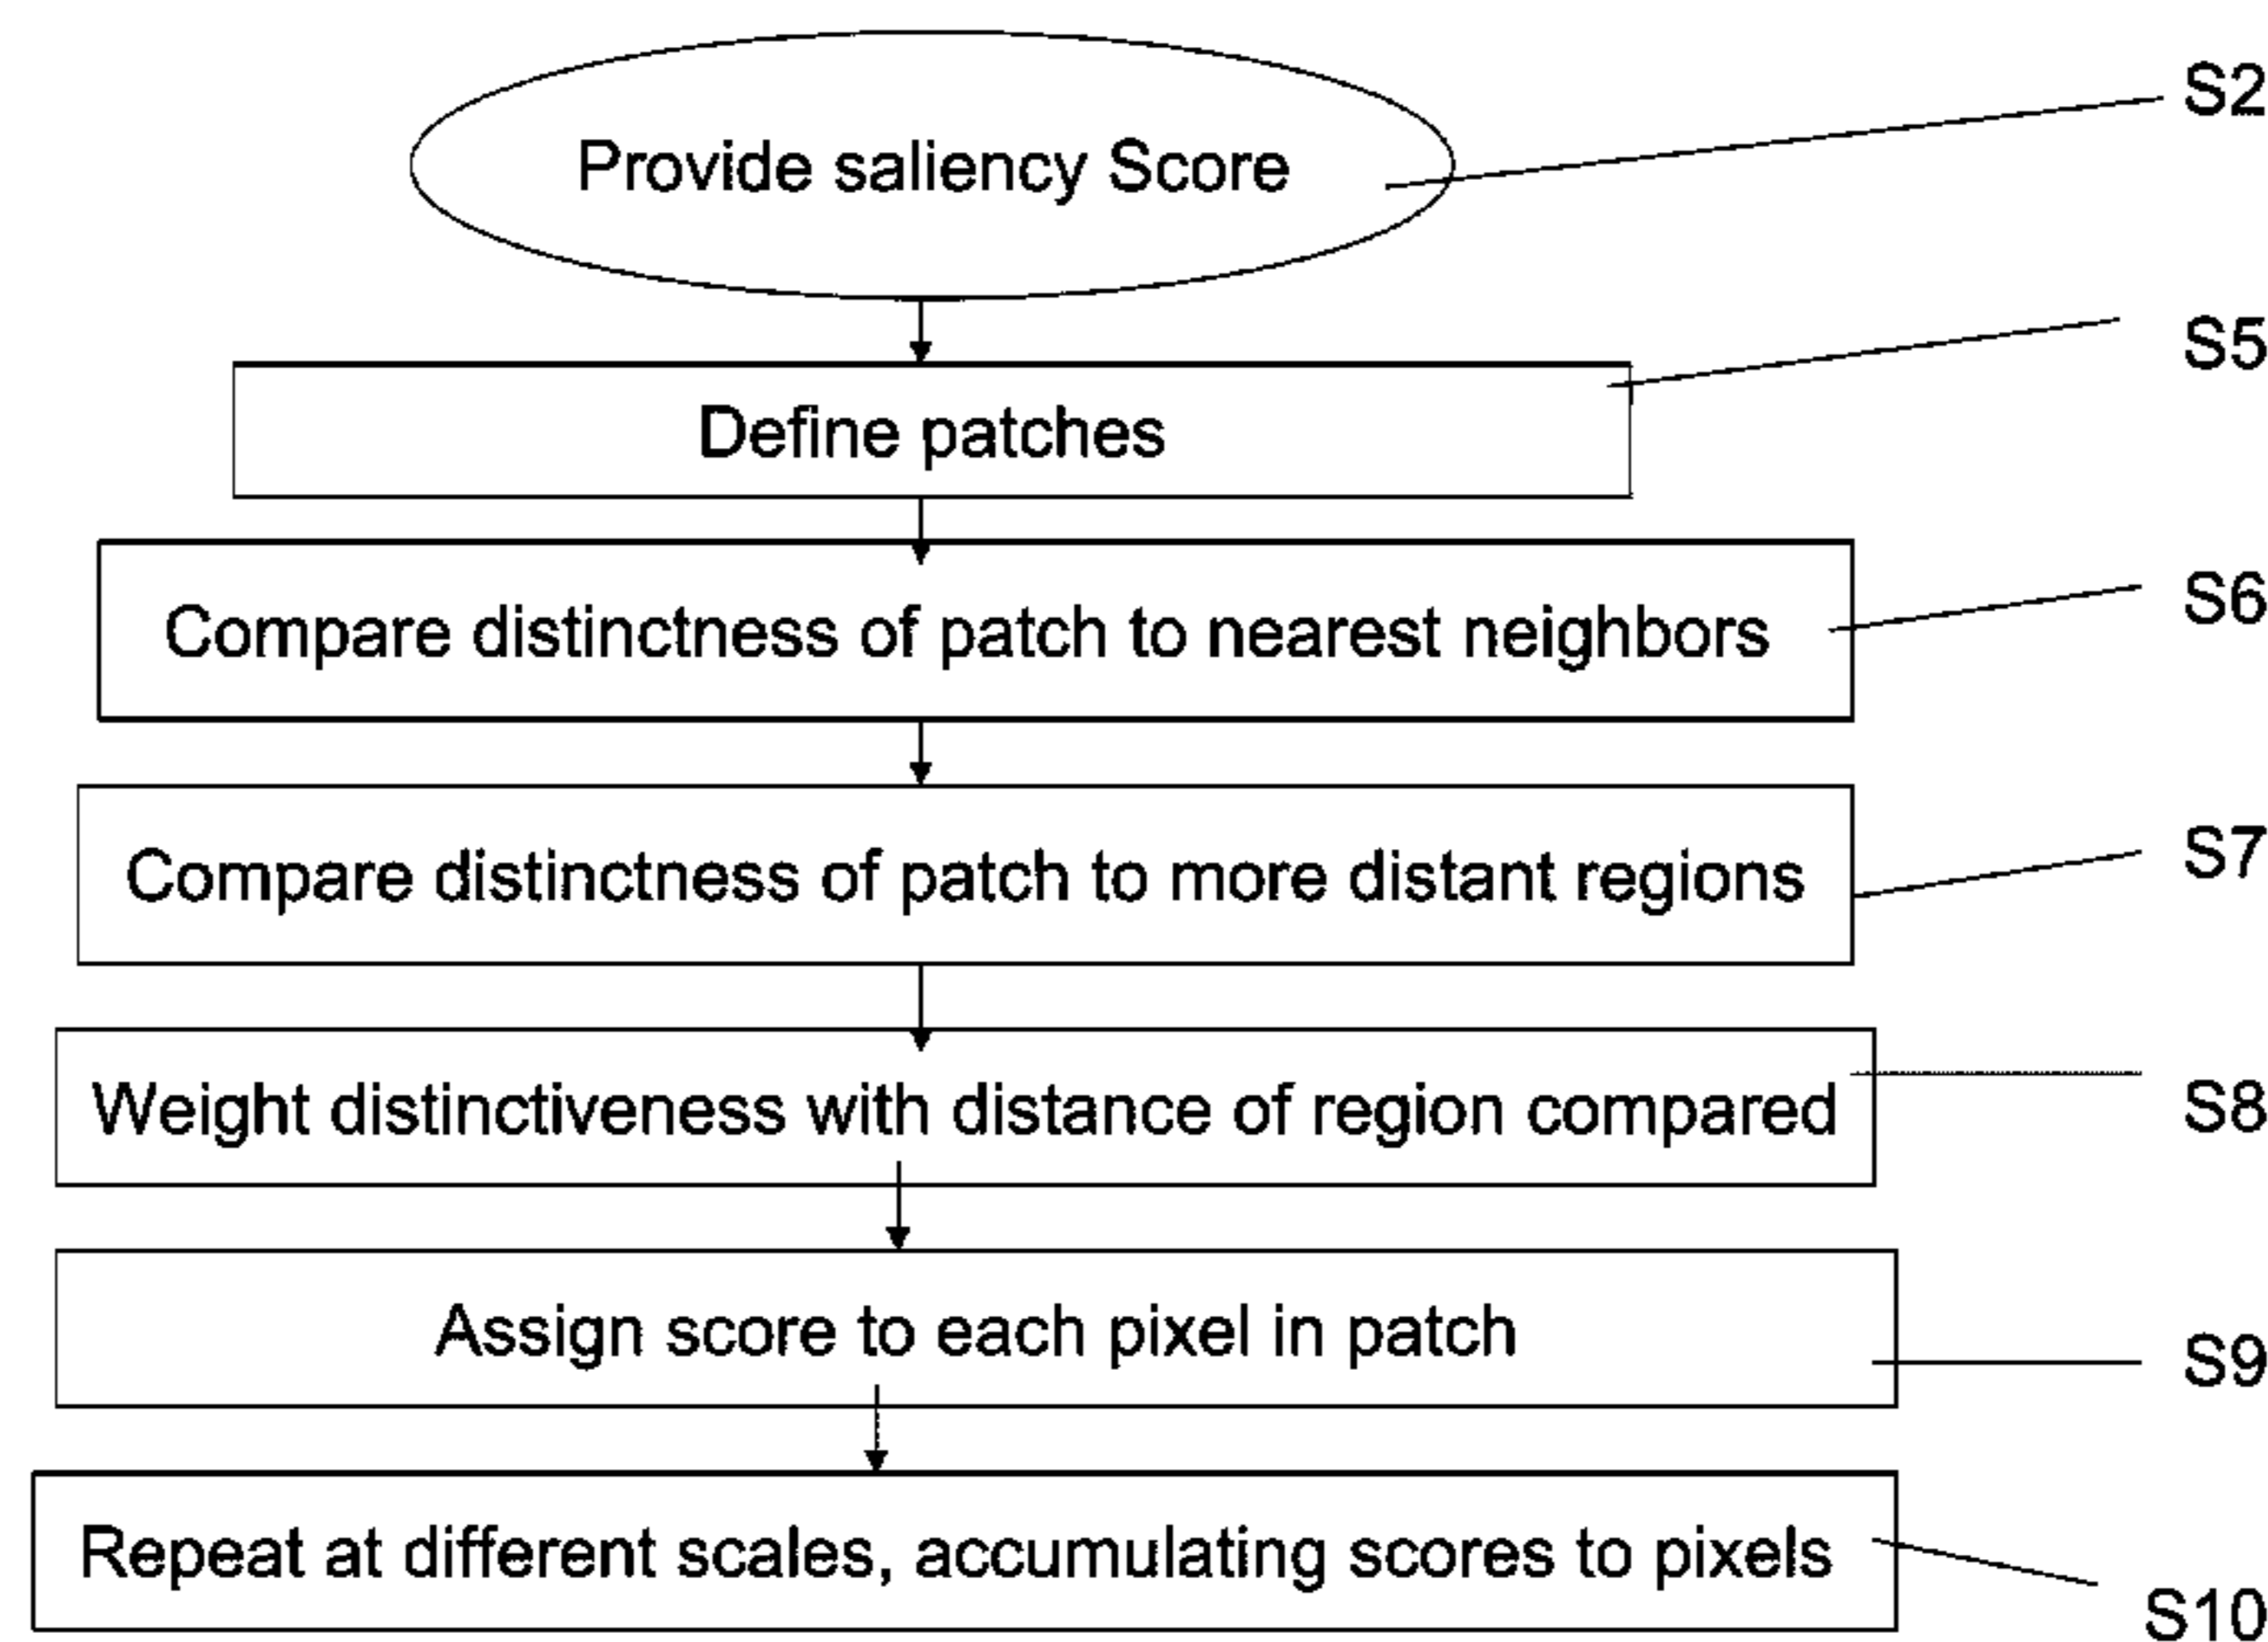 Provide saliency Score
S2
Define patches
S5
Compare distinctness of patch to nearest neighbors
S6
Compare distinctness of patch to more distant regions
S7
Weight distinctiveness with distance of region compared
S8
Assign score to each pixel in patch
S9
Repeat at different scales, accumulating scores to pixels
S10